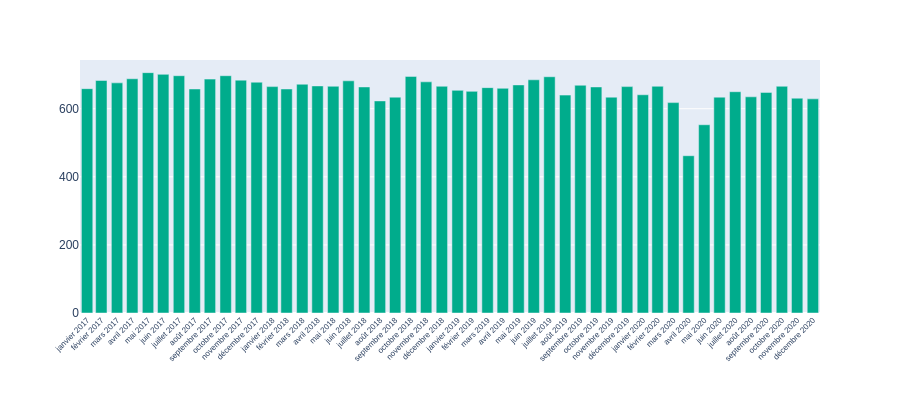 600
400
200
0
janvier 2017
février 2017
mars 2017
avril 2017
mai 2017
juin 2017
juillet 2017
août 2017
septembre 2017
octobre 2017
novembre 2017
décembre 2017
janvier 2018
février 2018
mars 2018
avril 2018
mai 2018
juin 2018
juillet 2018
août 2018
septembre 2018
octobre 2018
novembre 2018
décembre 2018
janvier 2019
février 2019
mars 2019
avril 2019
mai 2019
juin 2019
juillet 2019
août 2019
septembre 2019
octobre 2019
novembre 2019
décembre 2019
janvier 2020
février 2020
mars 2020
avril 2020
mai 2020
juin 2020
juillet 2020
août 2020
septembre 2020
octobre 2020
novembre 2020
décembre 2020